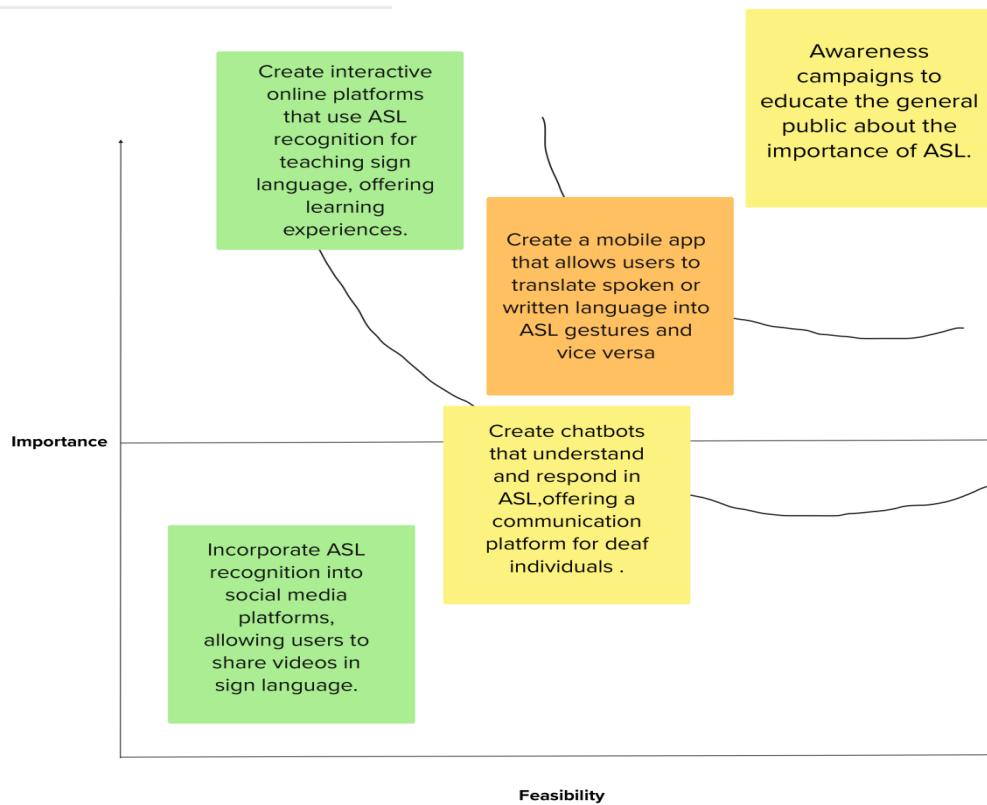 Create interactive
online platforms
that use ASL
recognition for
teaching sign
language, offering
learning
experiences.
Awareness
campaigns to
educate the general
public about the
importance of ASL.
Create a mobile app
that allows users to
translate spoken or
written language into
ASL gestures and
vice versa
Importance
Create chatbots
that understand
and respond in
ASL,offering a
communication
platform for deaf
individuals .
Incorporate ASL
recognition into
social media
platforms,
allowing users to
share videos in
sign language.
Feasibility